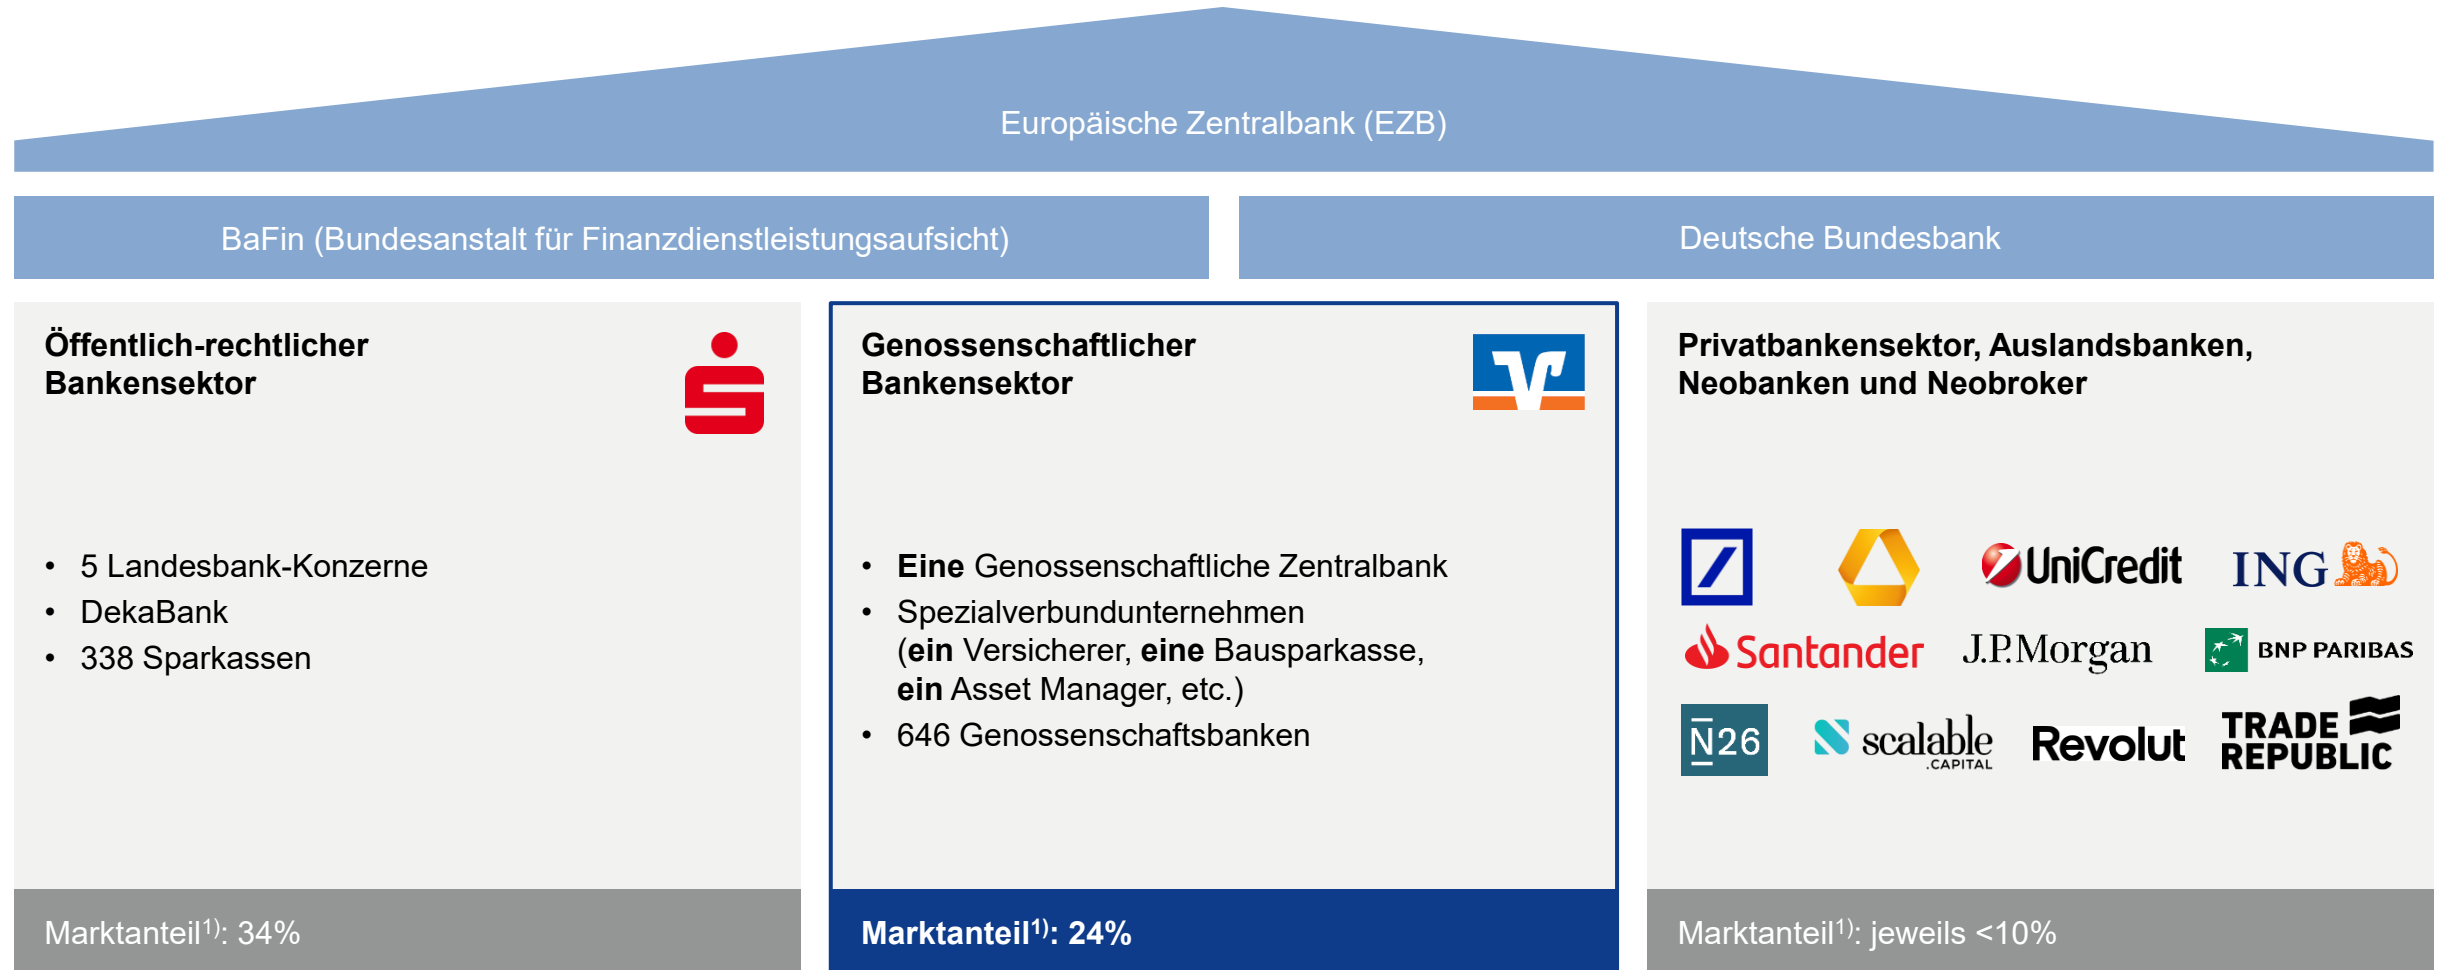 Europäische Zentralbank (EZB)
BaFin (Bundesanstalt für Finanzdienstleistungsaufsicht)
Deutsche Bundesbank
Öffentlich-rechtlicher
Bankensektor
• 5 Landesbank-Konzerne
• DekaBank
• 338 Sparkassen
Marktanteil¹⁾: 34%
Genossenschaftlicher
Bankensektor
• Eine Genossenschaftliche Zentralbank
• Spezialverbundunternehmen
(ein Versicherer, eine Bausparkasse,
ein Asset Manager, etc.)
• 646 Genossenschaftsbanken
Marktanteil¹⁾: 24%
Privatbankensektor, Auslandsbanken,
Neobanken und Neobroker
UniCredit
ING
Santander
J.P.Morgan
BNP PARIBAS
N26
scalable
.CAPITAL
Revolut
TRADE
REPUBLIC
Marktanteil¹⁾: jeweils <10%